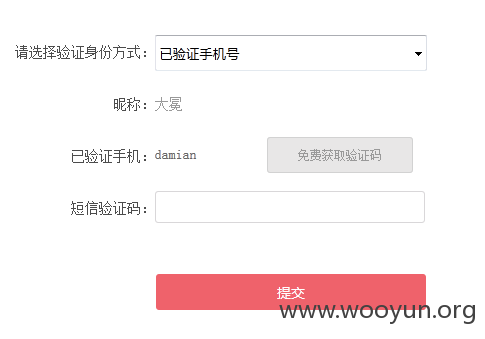 请选择验证身份方式： 已验证手机号
昵称： 大冕
已验证手机： damian 免费获取验证码
短信验证码：
提交
www.wooyun.org